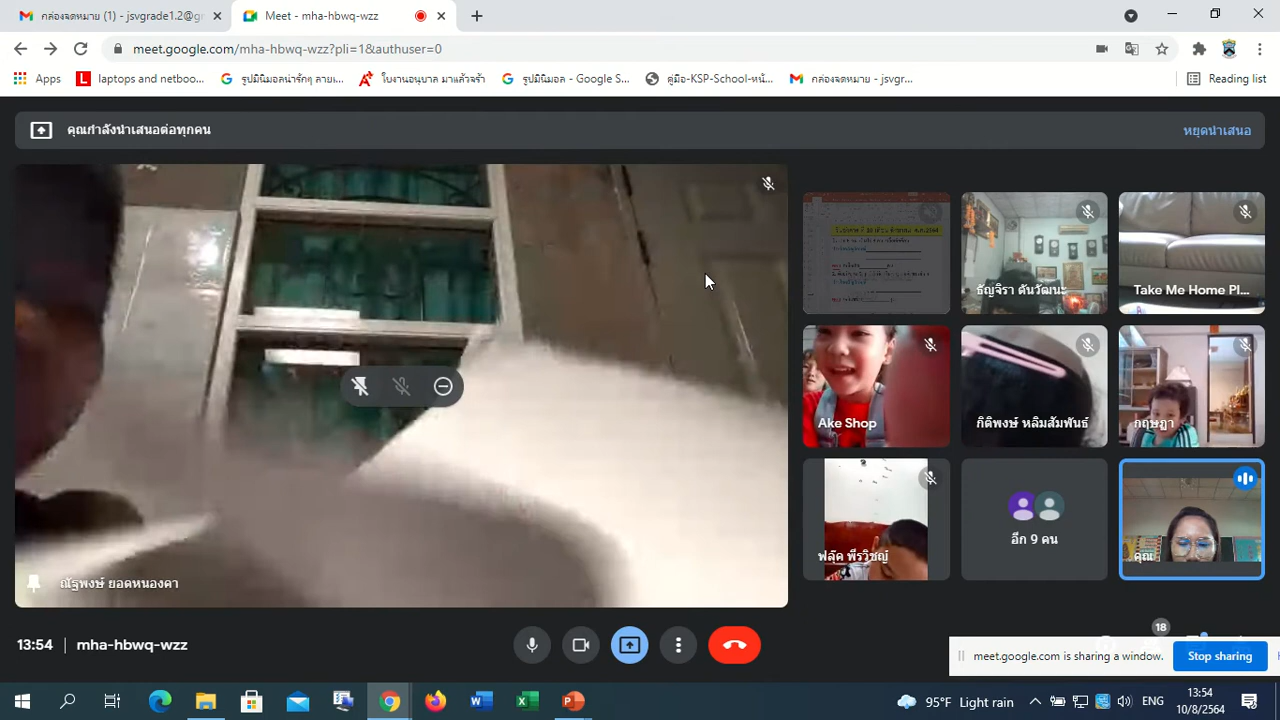 กล่องจดหมาย (1) - jsvgrade1.2@gr
Meet - mha-hbwq-wzz
meet.google.com/mha-hbwq-wzz?pli=1&authuser=0
Apps
laptops and netboo...
รูปมินิมอลน่ารักๆ ลายเ...
ใบงานอนุบาล มาแล้วจร้า
รูปมินิมอล - Google S...
คู่มือ-KSP-School-หน้...
กล่องจดหมาย - jsvgr...
Reading list
คุณกำลังนำเสนอต่อทุกคน
หยุดนำเสนอ
ธัญจิรา ตันวัฒนะ
Take Me Home Pl...
Ake Shop
กิติพงษ์ หลิมสัมพันธ์
กฤษฏา
ฟลุ๊ค พีรวิชญ์
อีก 9 คน
คุณ
ณัฐพงษ์ ยอดหนองคา
13:54
mha-hbwq-wzz
18
meet.google.com is sharing a window.
Stop sharing
95°F Light rain
ENG
13:54
10/8/2564